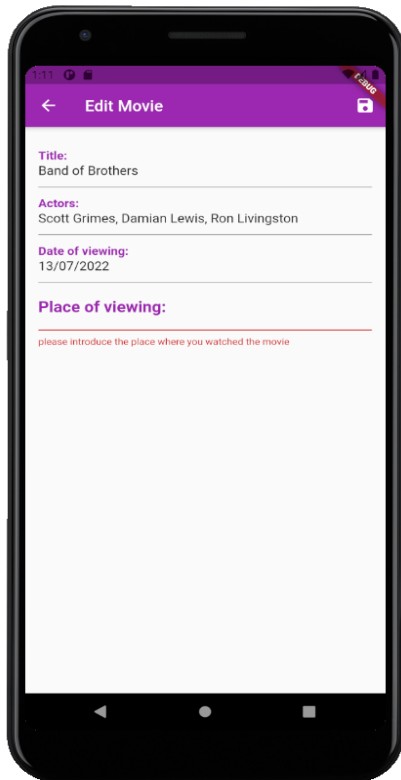 1:11
DEBUG
Edit Movie
Title:
Band of Brothers
Actors:
Scott Grimes, Damian Lewis, Ron Livingston
Date of viewing:
13/07/2022
Place of viewing:
please introduce the place where you watched the movie